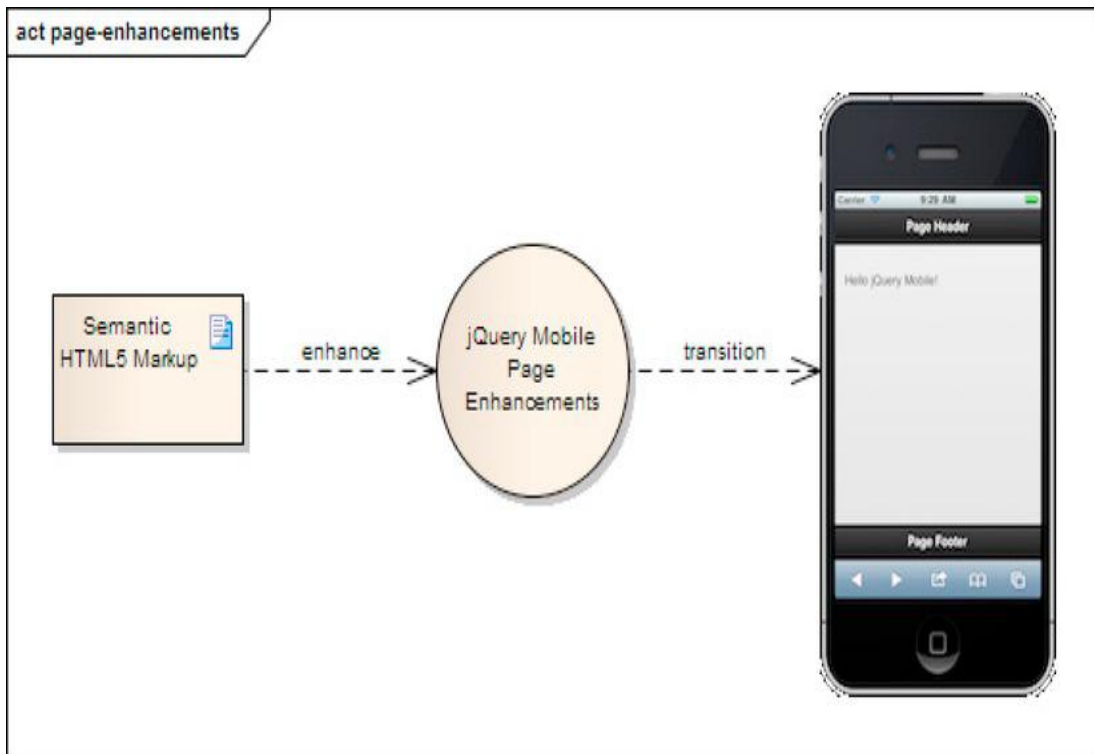 act page-enhancements
Semantic
HTML5 Markup
enhance
jQuery Mobile
Page
Enhancements
transition
Carrier 9:29 AM
Page Header
Hello jQuery Mobile!
Page Footer